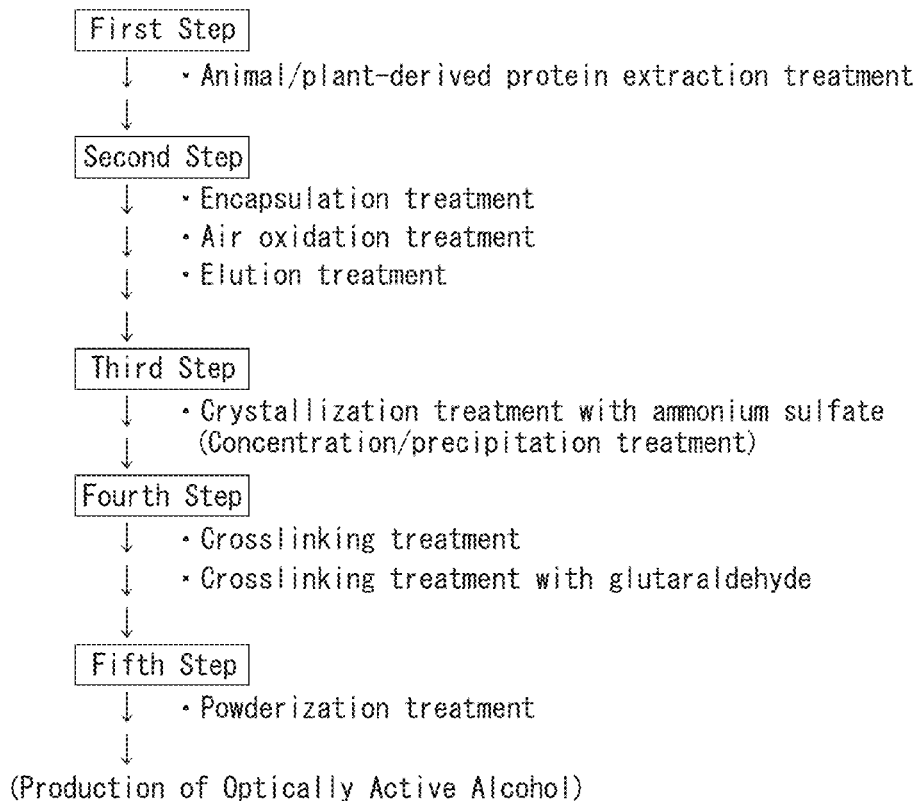 First Step
・Animal/plant-derived protein extraction treatment
Second Step
・Encapsulation treatment
・Air oxidation treatment
・Elution treatment
Third Step
・Crystallization treatment with ammonium sulfate
(Concentration/precipitation treatment)
Fourth Step
・Crosslinking treatment
・Crosslinking treatment with glutaraldehyde
Fifth Step
・Powderization treatment
(Production of Optically Active Alcohol)